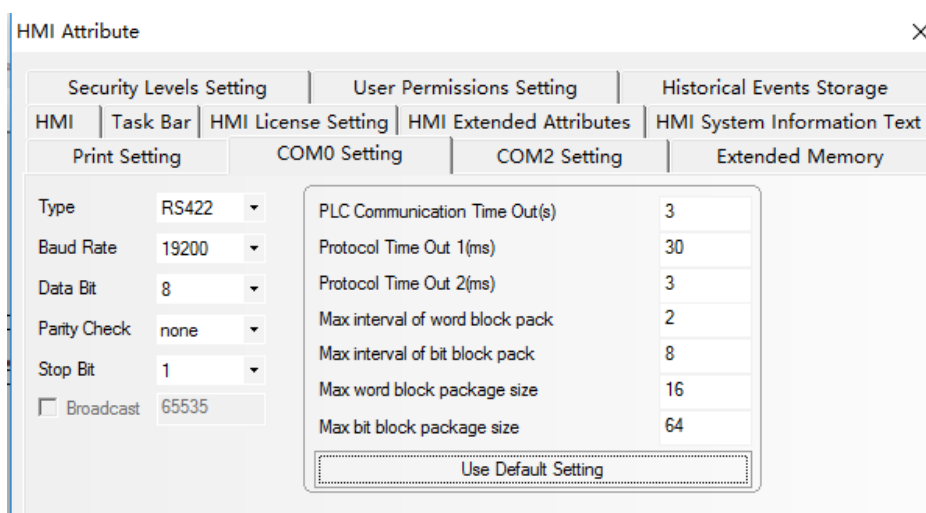 HMI Attribute
Security Levels Setting
User Permissions Setting
Historical Events Storage
HMI
Task Bar
HMI License Setting
HMI Extended Attributes
HMI System Information Text
Print Setting
COM0 Setting
COM2 Setting
Extended Memory
Type RS422
Baud Rate 19200
Data Bit 8
Parity Check none
Stop Bit 1
Broadcast 65535
PLC Communication Time Out(s) 3
Protocol Time Out 1(ms) 30
Protocol Time Out 2(ms) 3
Max interval of word block pack 2
Max interval of bit block pack 8
Max word block package size 16
Max bit block package size 64
Use Default Setting